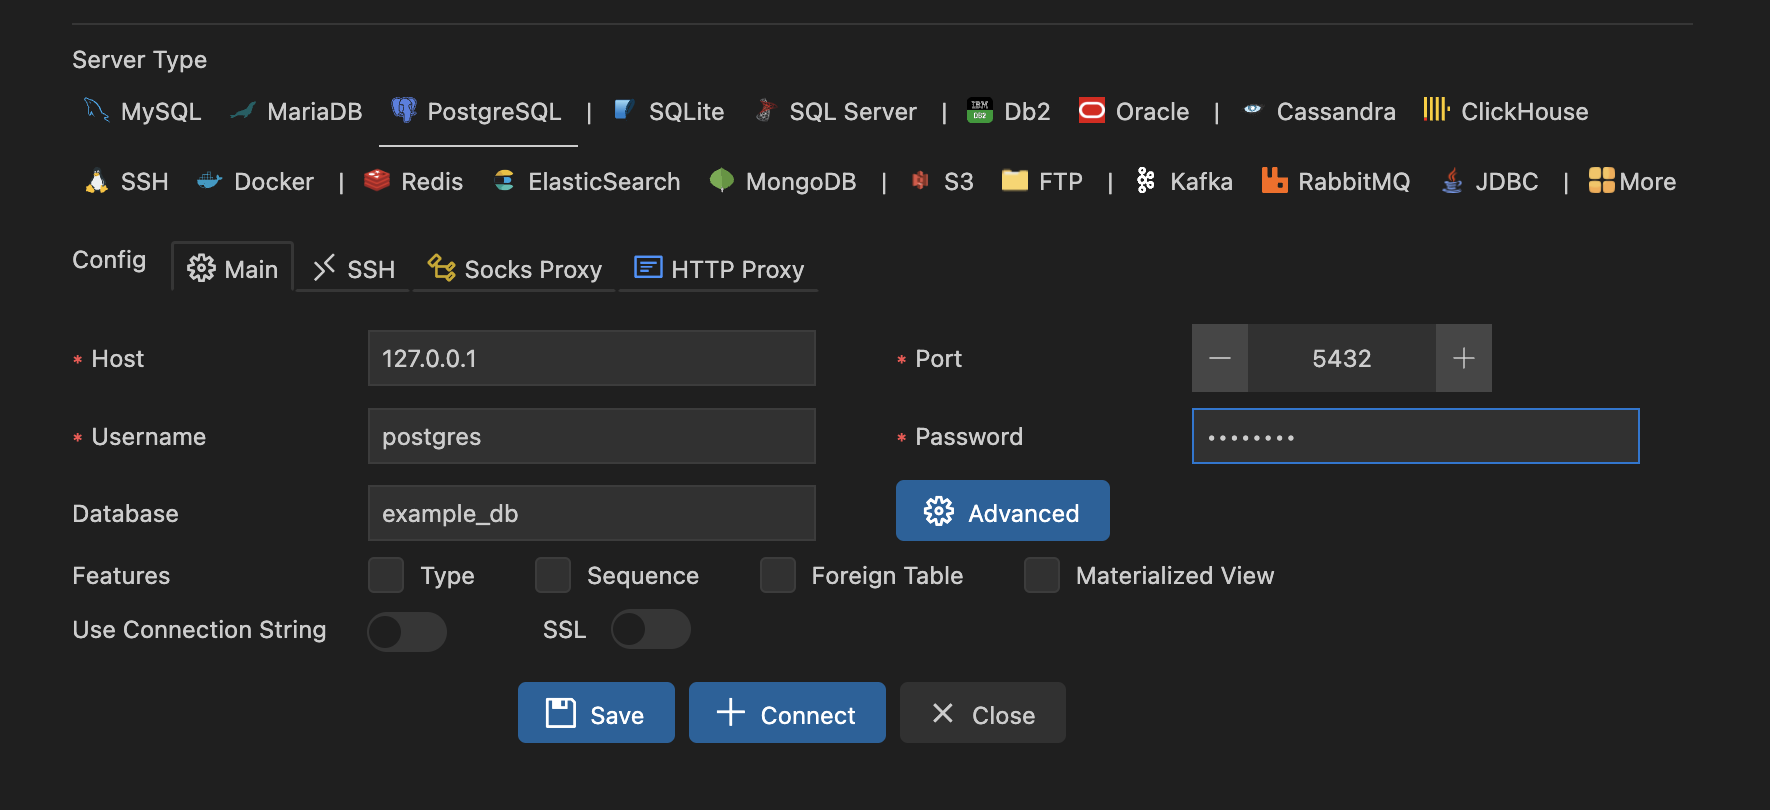 Server Type
MySQL MariaDB PostgreSQL | SQLite SQL Server | IBM DB2 Db2 Oracle | Cassandra ClickHouse
SSH Docker | Redis ElasticSearch MongoDB | S3 FTP | Kafka RabbitMQ JDBC | More
Config Main SSH Socks Proxy HTTP Proxy
* Host 127.0.0.1 * Port 5432
* Username postgres * Password ••••••••
Database example_db Advanced
Features Type Sequence Foreign Table Materialized View
Use Connection String SSL
Save Connect Close